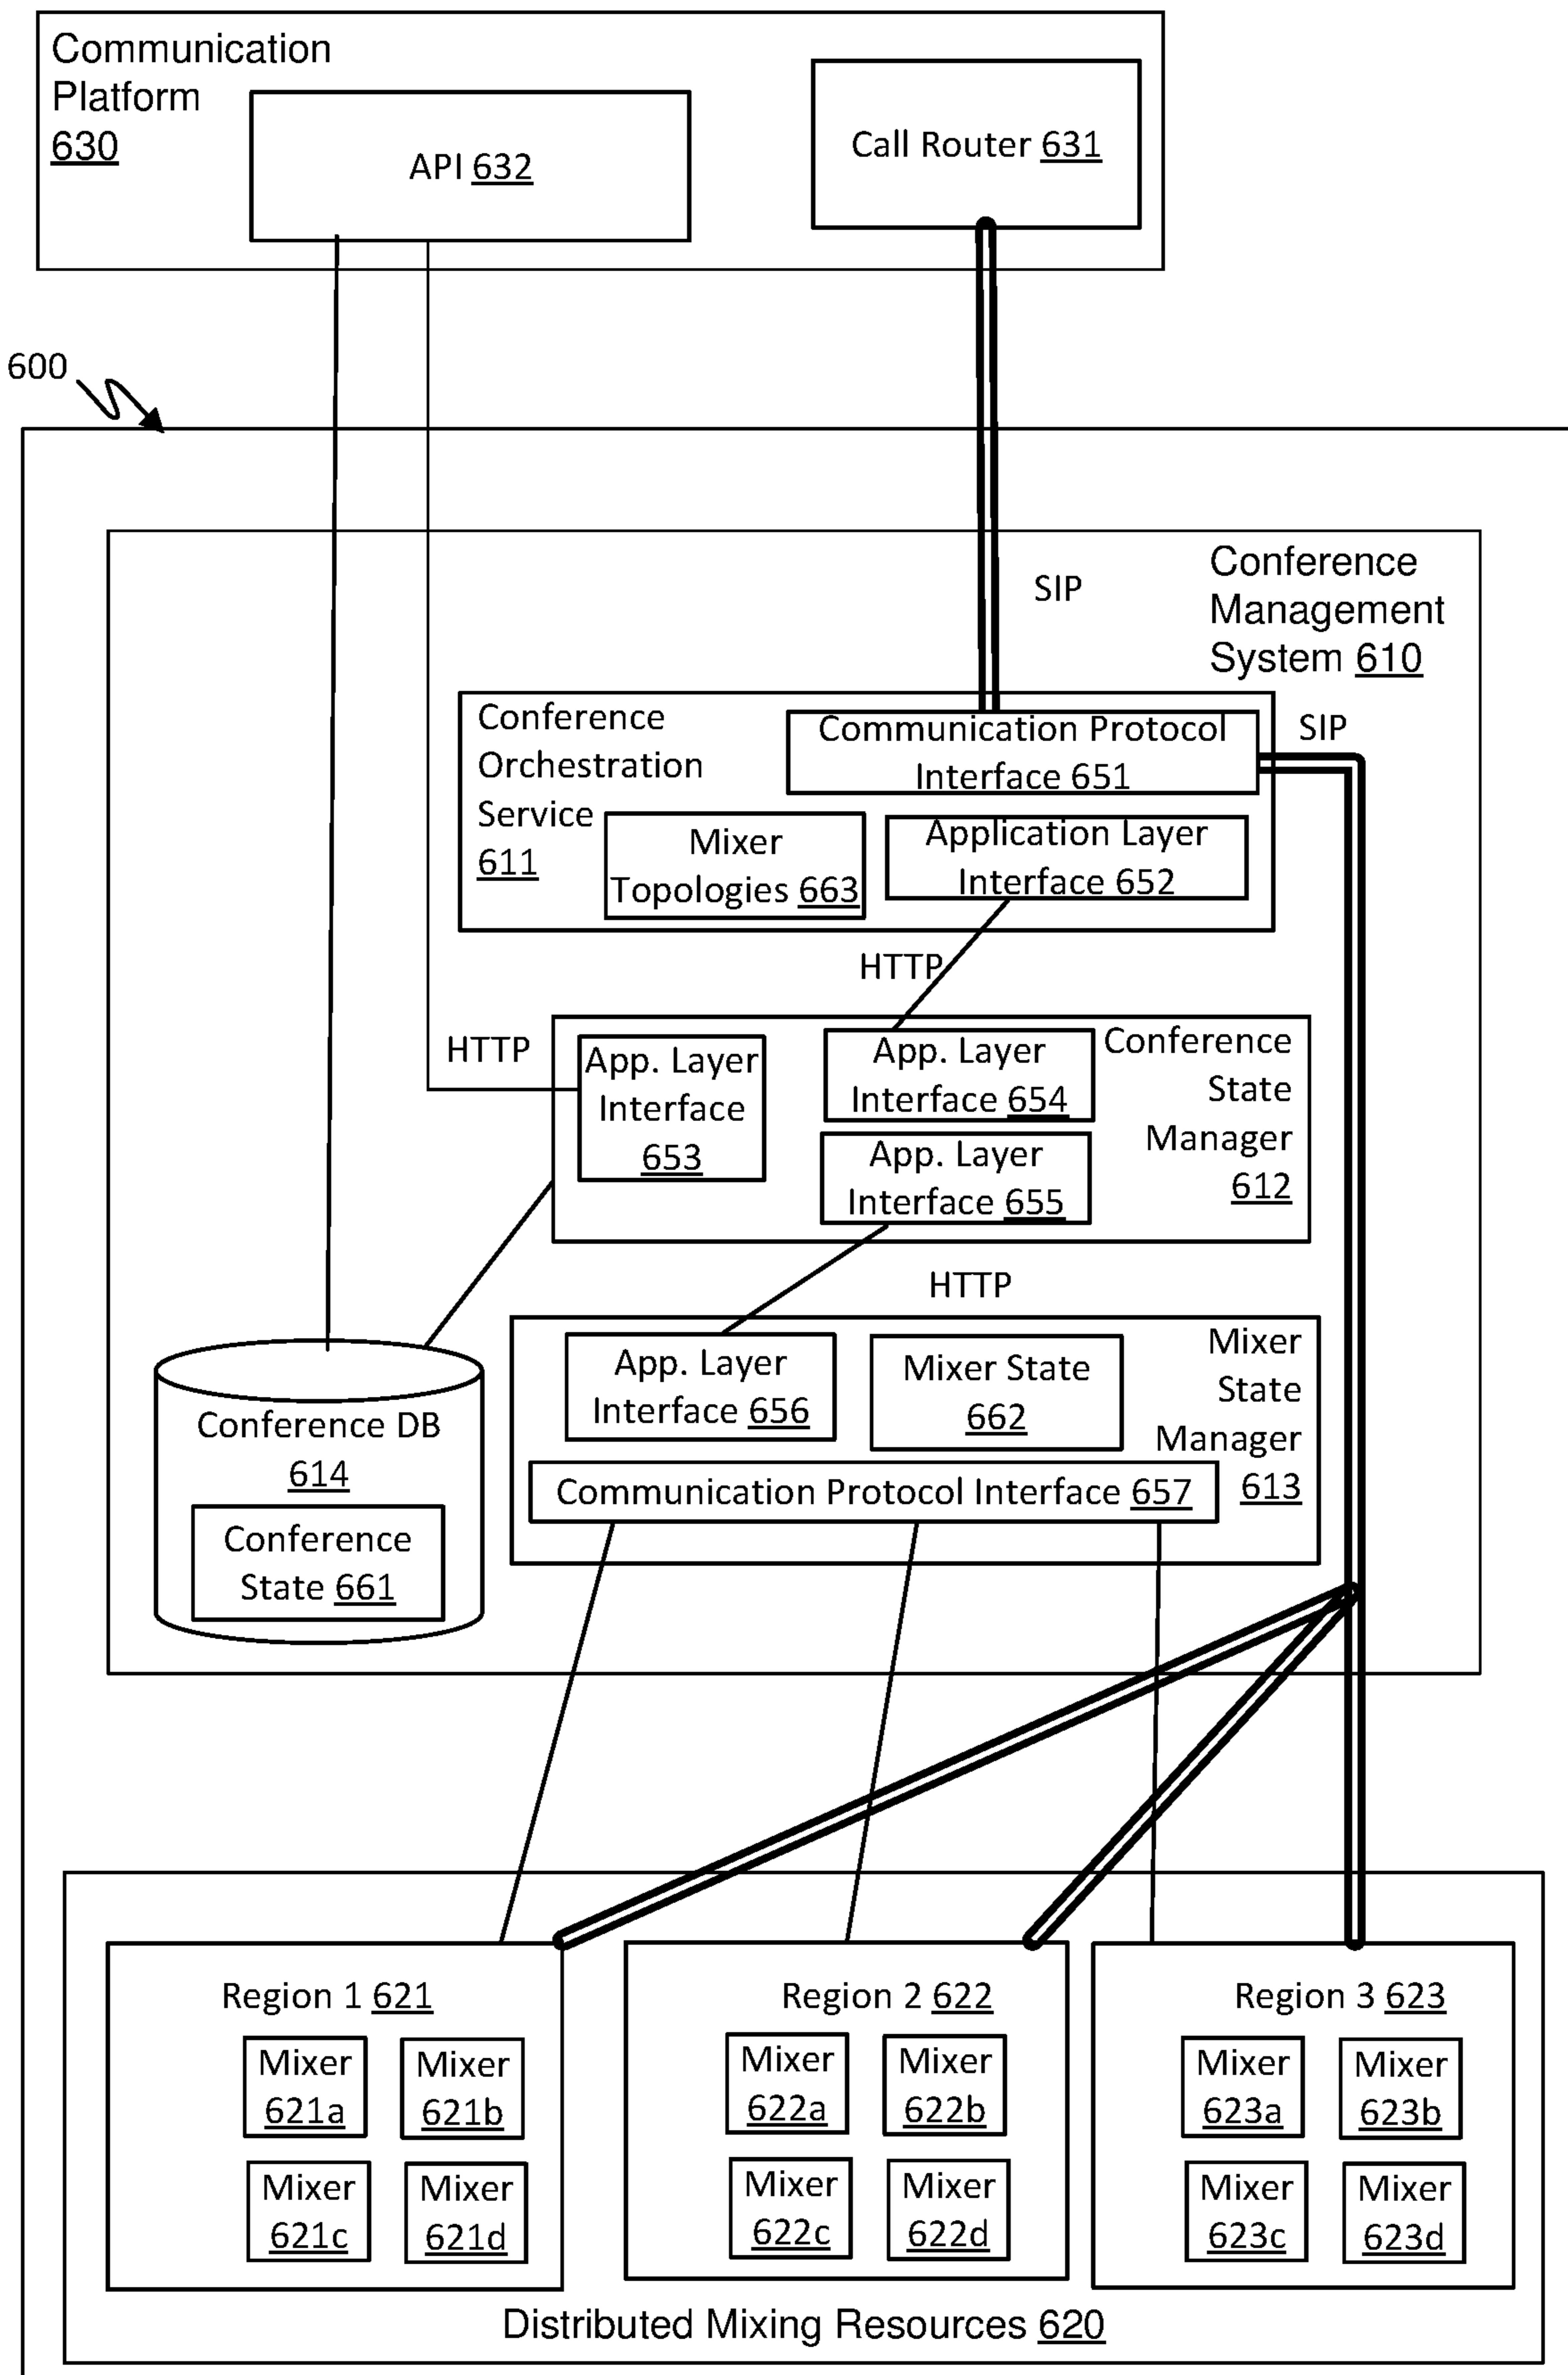 Communication
Platform
630
API 632
Call Router 631
600
SIP
Conference
Management
System 610
Conference
Orchestration
Service
611
Communication Protocol
Interface 651
SIP
Mixer
Topologies 663
Application Layer
Interface 652
HTTP
HTTP
App. Layer
Interface
653
App. Layer
Interface 654
App. Layer
Interface 655
Conference
State
Manager
612
HTTP
App. Layer
Interface 656
Mixer State
662
Mixer
State
Manager
613
Communication Protocol Interface 657
Conference DB
614
Conference
State 661
Region 1 621
Mixer
621a
Mixer
621b
Mixer
621c
Mixer
621d
Region 2 622
Mixer
622a
Mixer
622b
Mixer
622c
Mixer
622d
Region 3 623
Mixer
623a
Mixer
623b
Mixer
623c
Mixer
623d
Distributed Mixing Resources 620